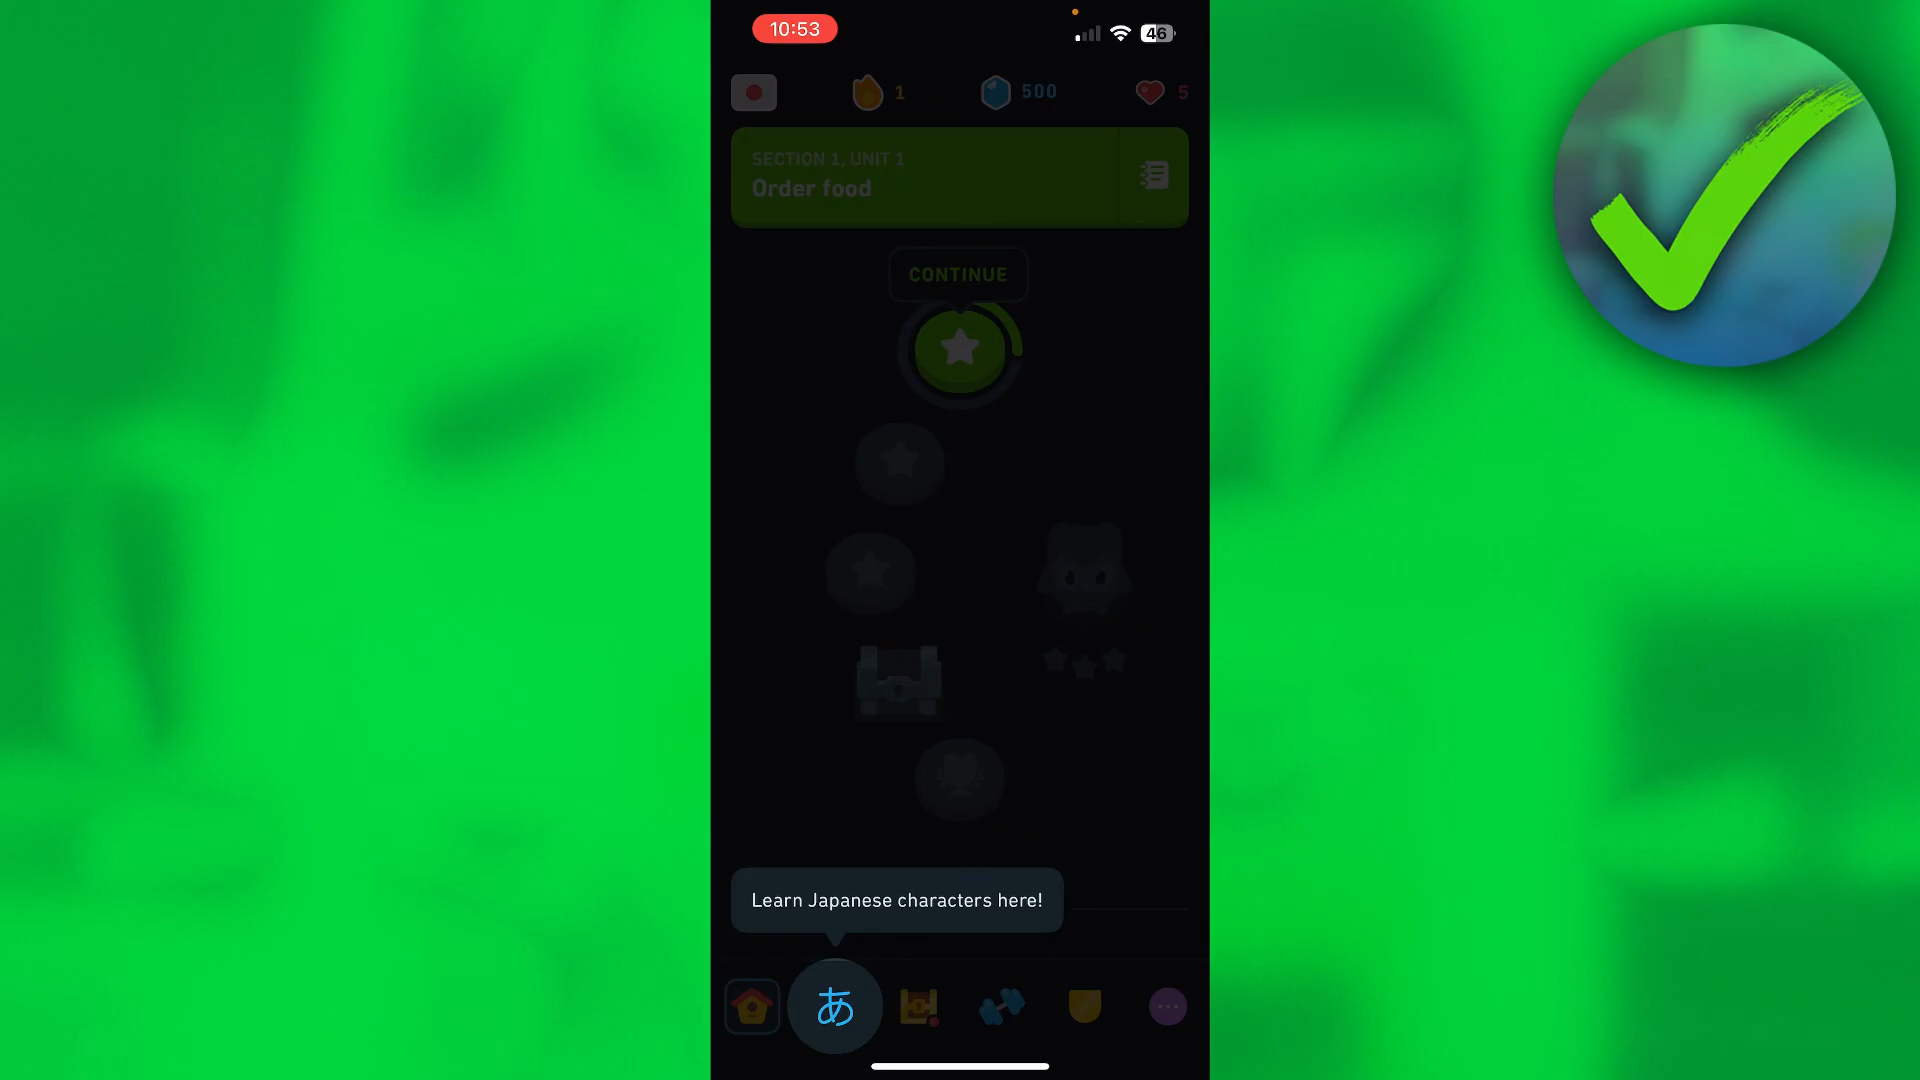 10:53
46
1
500
5
SECTION 1, UNIT 1
Order food
CONTINUE
Learn Japanese characters here!
あ